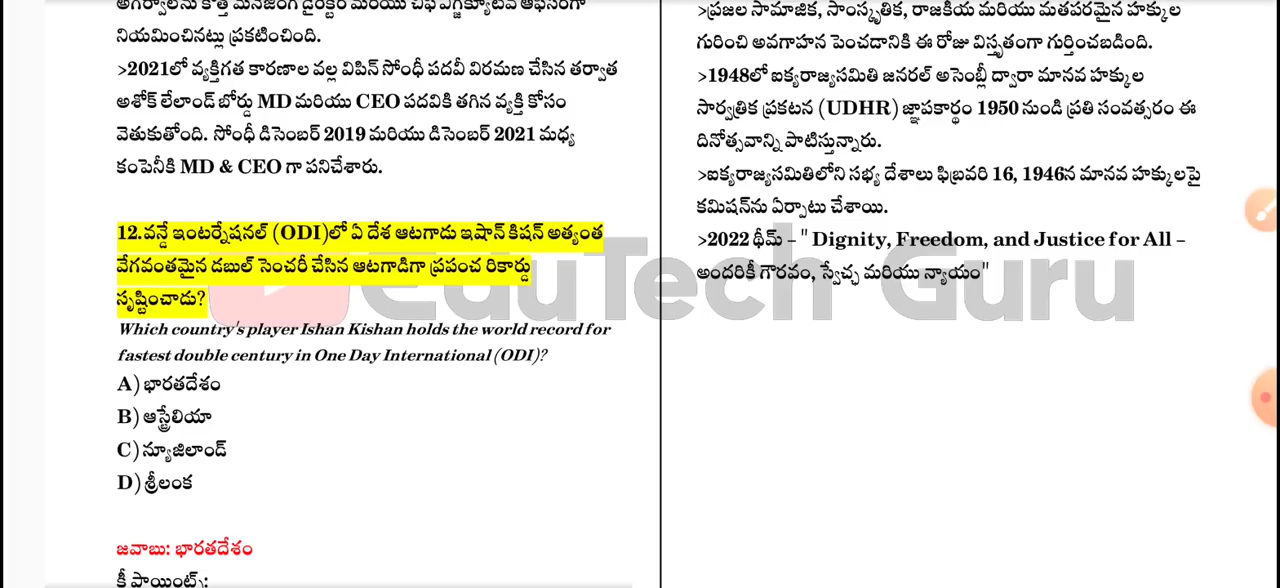 అగర్వాల్‌ను కొత్త మేనేజింగ్ డైరెక్టర్ మరియు చీఫ్ ఎగ్జిక్యూటివ్ ఆఫీసర్‌గా
నియమించినట్లు ప్రకటించింది.
>2021లో వ్యక్తిగత కారణాల వల్ల విపిన్ సోంధీ పదవీ విరమణ చేసిన తర్వాత
అశోక్ లేలాండ్ బోర్డు MD మరియు CEO పదవికి తగిన వ్యక్తి కోసం
వెతుకుతోంది. సోంధీ డిసెంబర్ 2019 మరియు డిసెంబర్ 2021 మధ్య
కంపెనీకి MD & CEO గా పనిచేశారు.
12.వన్డే ఇంటర్నేషనల్ (ODI)లో ఏ దేశ ఆటగాడు ఇషాన్ కిషన్ అత్యంత
వేగవంతమైన డబుల్ సెంచరీ చేసిన ఆటగాడిగా ప్రపంచ రికార్డు
సృష్టించాడు?
Which country's player Ishan Kishan holds the world record for
fastest double century in One Day International (ODI)?
A) భారతదేశం
B) ఆస్ట్రేలియా
C) న్యూజిలాండ్
D) శ్రీలంక
జవాబు: భారతదేశం
కీ పాయింట్స్:
>ప్రజల సామాజిక, సాంస్కృతిక, రాజకీయ మరియు మతపరమైన హక్కుల
గురించి అవగాహన పెంచడానికి ఈ రోజు విస్తృతంగా గుర్తించబడింది.
>1948లో ఐక్యరాజ్యసమితి జనరల్ అసెంబ్లీ ద్వారా మానవ హక్కుల
సార్వత్రిక ప్రకటన (UDHR) జ్ఞాపకార్థం 1950 నుండి ప్రతి సంవత్సరం ఈ
దినోత్సవాన్ని పాటిస్తున్నారు.
>ఐక్యరాజ్యసమితిలోని సభ్య దేశాలు ఫిబ్రవరి 16, 1946న మానవ హక్కులపై
కమిషన్‌ను ఏర్పాటు చేశాయి.
>2022 థీమ్ – " Dignity, Freedom, and Justice for All –
అందరికీ గౌరవం, స్వేచ్ఛ మరియు న్యాయం"
EduTech Guru